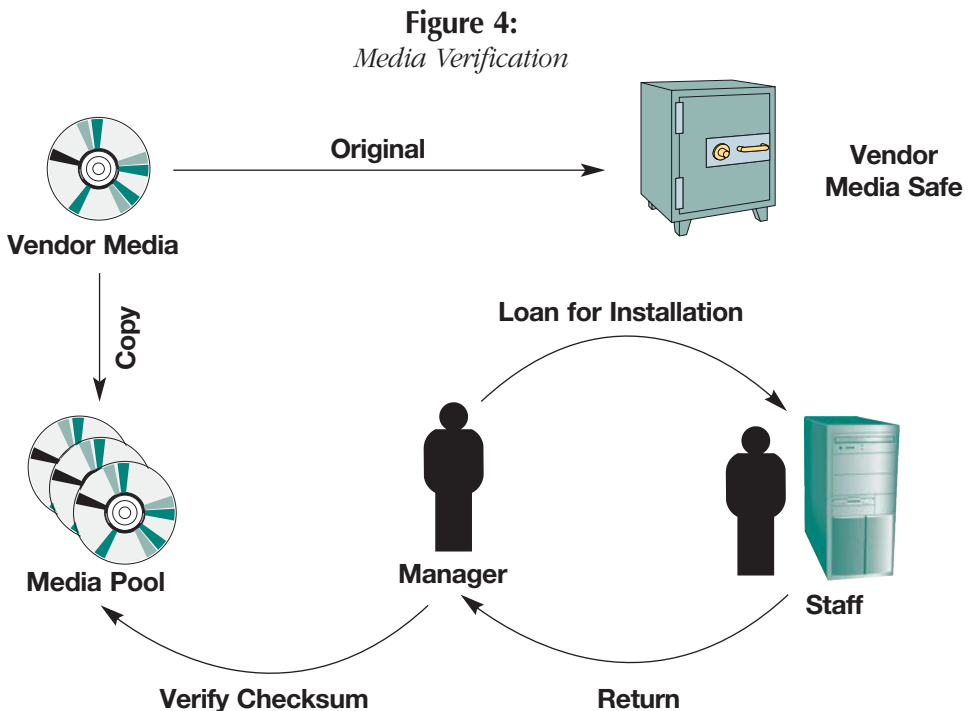 Figure 4:
Media Verification
Original
Vendor
Media Safe
Vendor Media
Copy
Loan for Installation
Media Pool
Manager
Staff
Verify Checksum
Return